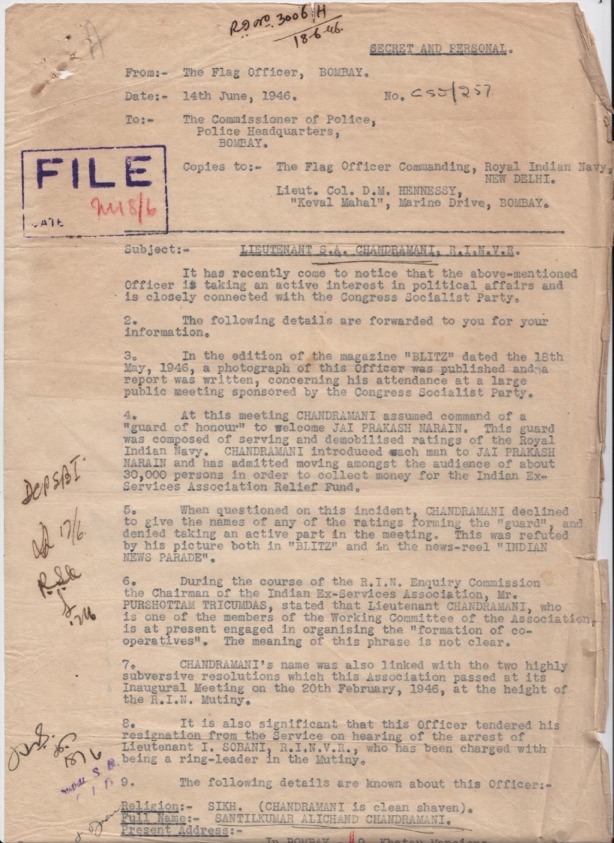 R.D. No. 3006/H
18.6.46.
SECRET AND PERSONAL.
From:- The Flag Officer, BOMBAY.
Date:- 14th June, 1946. No. CSO/257
To:- The Commissioner of Police,
Police Headquarters,
BOMBAY.
Copies to:- The Flag Officer Commanding, Royal Indian Navy,
NEW DELHI.
Lieut. Col. D.M. HENNESSY,
"Keval Mahal", Marine Drive, BOMBAY.
FILE
18/6
Subject:- LIEUTENANT S.A. CHANDRAMANI, R.I.N.V.R.
It has recently come to notice that the above-mentioned
Officer is taking an active interest in political affairs and
is closely connected with the Congress Socialist Party.
2. The following details are forwarded to you for your
information.
3. In the edition of the magazine "BLITZ" dated the 18th
May, 1946, a photograph of this Officer was published and a
report was written, concerning his attendance at a large
public meeting sponsored by the Congress Socialist Party.
4. At this meeting CHANDRAMANI assumed command of a
"guard of honour" to welcome JAI PRAKASH NARAIN. This guard
was composed of serving and demobilised ratings of the Royal
Indian Navy. CHANDRAMANI introduced each man to JAI PRAKASH
NARAIN and has admitted moving amongst the audience of about
30,000 persons in order to collect money for the Indian Ex-
Services Association Relief Fund.
5. When questioned on this incident, CHANDRAMANI declined
to give the names of any of the ratings forming the "guard", and
denied taking an active part in the meeting. This was refuted
by his picture both in "BLITZ" and in the news-reel "INDIAN
NEWS PARADE".
6. During the course of the R.I.N. Enquiry Commission
the Chairman of the Indian Ex-Services Association, Mr.
PURSHOTTAM TRICUMDAS, stated that Lieutenant CHANDRAMANI, who
is one of the members of the Working Committee of the Association,
is at present engaged in organising the "formation of co-
operatives". The meaning of this phrase is not clear.
7. CHANDRAMANI's name was also linked with the two highly
subversive resolutions which this Association passed at its
Inaugural Meeting on the 20th February, 1946, at the height of
the R.I.N. Mutiny.
8. It is also significant that this Officer tendered his
resignation from the Service on hearing of the arrest of
Lieutenant I. SOBANI, R.I.N.V.R., who has been charged with
being a ring-leader in the Mutiny.
9. The following details are known about this Officer:-
Religion:- SIKH. (CHANDRAMANI is clean shaven).
Full Name:- SANTILKUMAR ALICHAND CHANDRAMANI.
Present Address:-
DCPSBI.
17/6